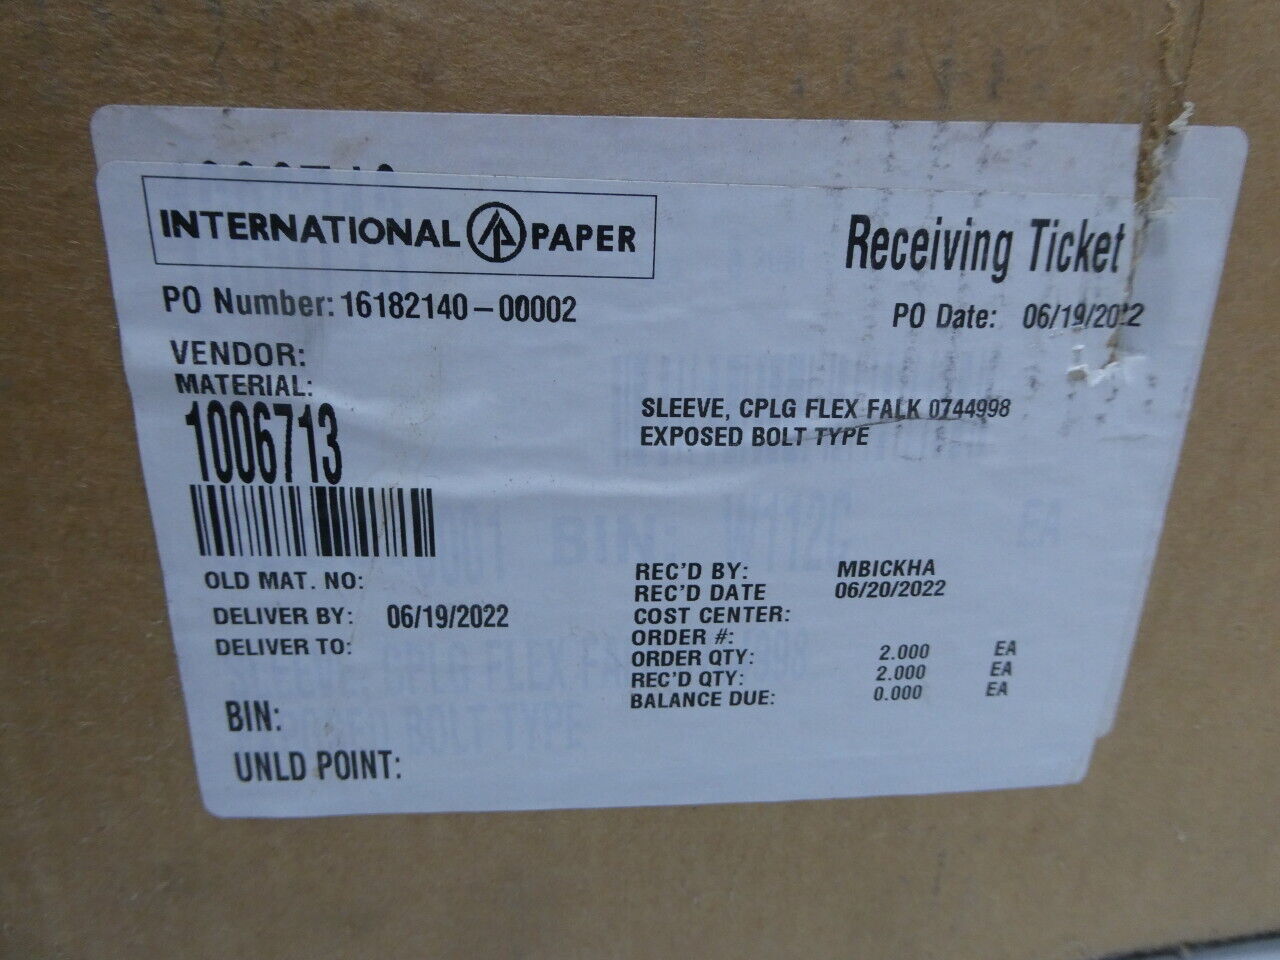 INTERNATIONAL PAPER
Receiving Ticket
PO Number: 16182140-00002
PO Date: 06/19/2022
VENDOR:
MATERIAL:
1006713
SLEEVE, CPLG FLEX FALK 0744998
EXPOSED BOLT TYPE
BIN: W112G EA
OLD MAT. NO:
DELIVER BY: 06/19/2022
DELIVER TO:
REC'D BY: MBICKHA
REC'D DATE 06/20/2022
COST CENTER:
ORDER #:
ORDER QTY: 2.000 EA
REC'D QTY: 2.000 EA
BALANCE DUE: 0.000 EA
BIN:
UNLD POINT: